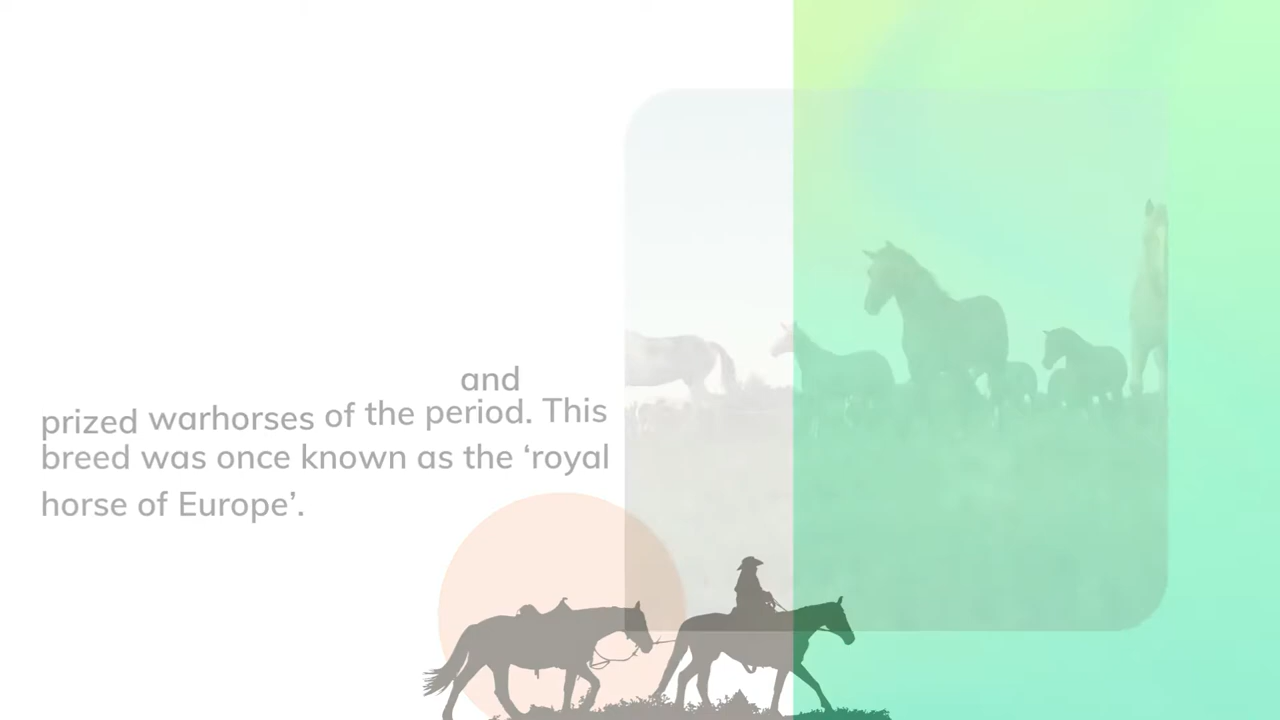 and
prized warhorses of the period. This
breed was once known as the ‘royal
horse of Europe’.